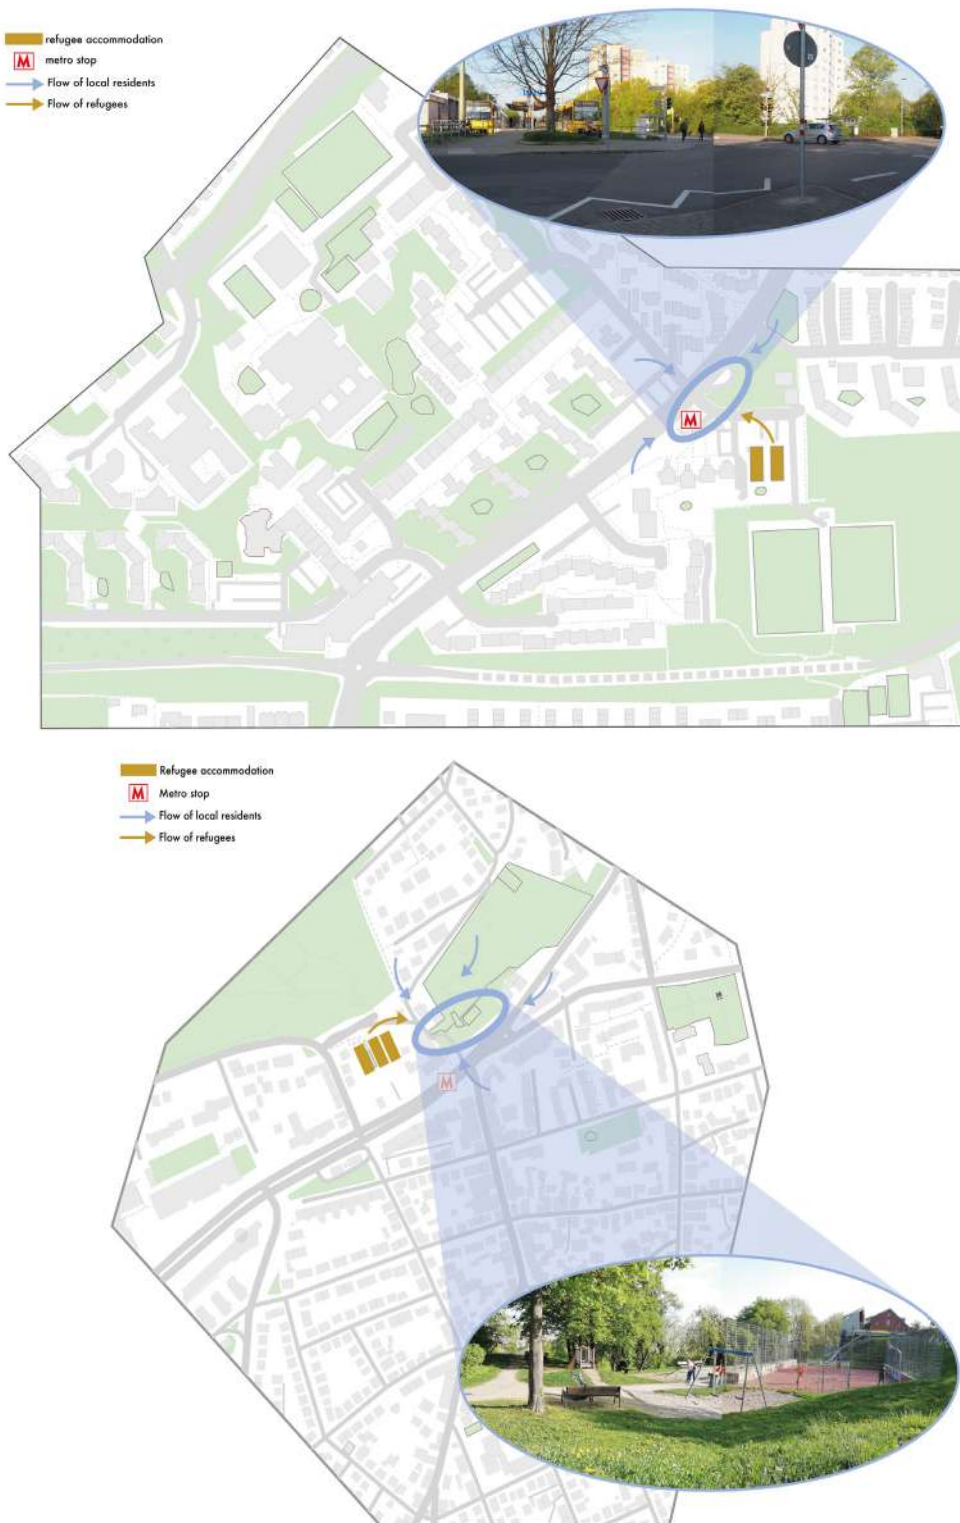 refugee accommodation
M metro stop
Flow of local residents
Flow of refugees
M
Refugee accommodation
M Metro stop
Flow of local residents
Flow of refugees
M